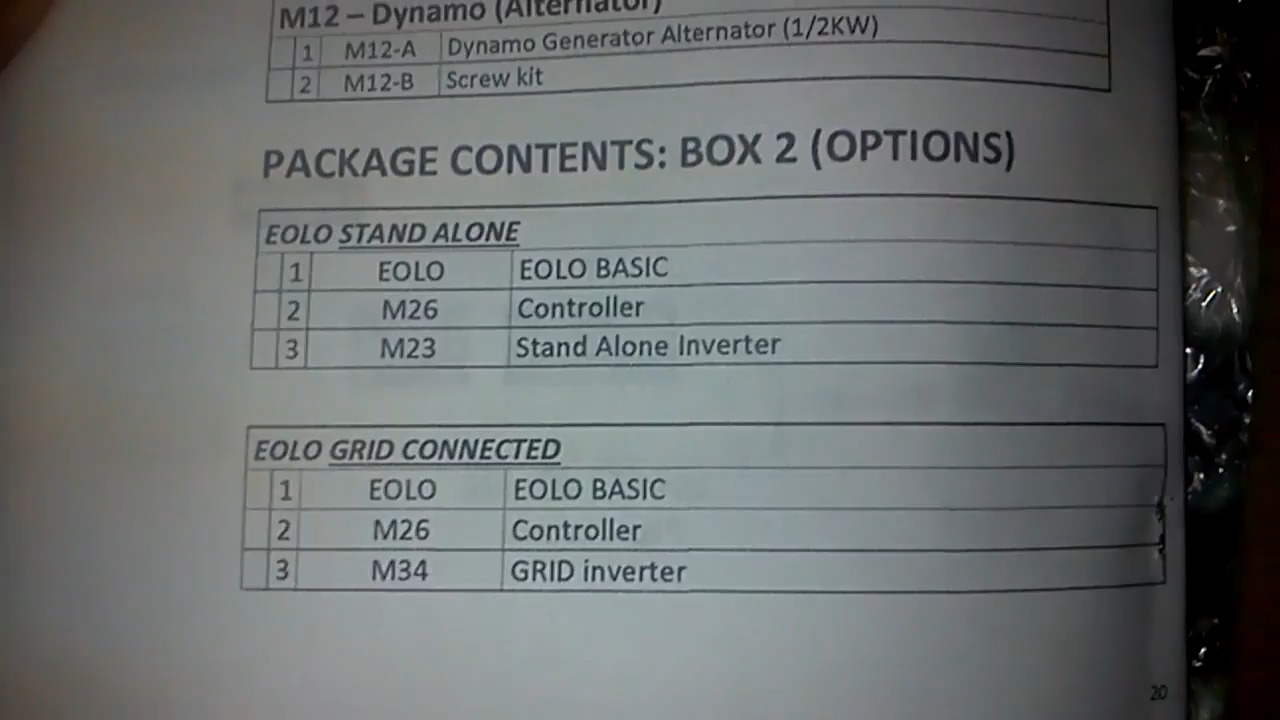 M12 – Dynamo (Alternator)
1 M12-A Dynamo Generator Alternator (1/2KW)
2 M12-B Screw kit
PACKAGE CONTENTS: BOX 2 (OPTIONS)
EOLO STAND ALONE
1 EOLO EOLO BASIC
2 M26 Controller
3 M23 Stand Alone Inverter
EOLO GRID CONNECTED
1 EOLO EOLO BASIC
2 M26 Controller
3 M34 GRID inverter
20